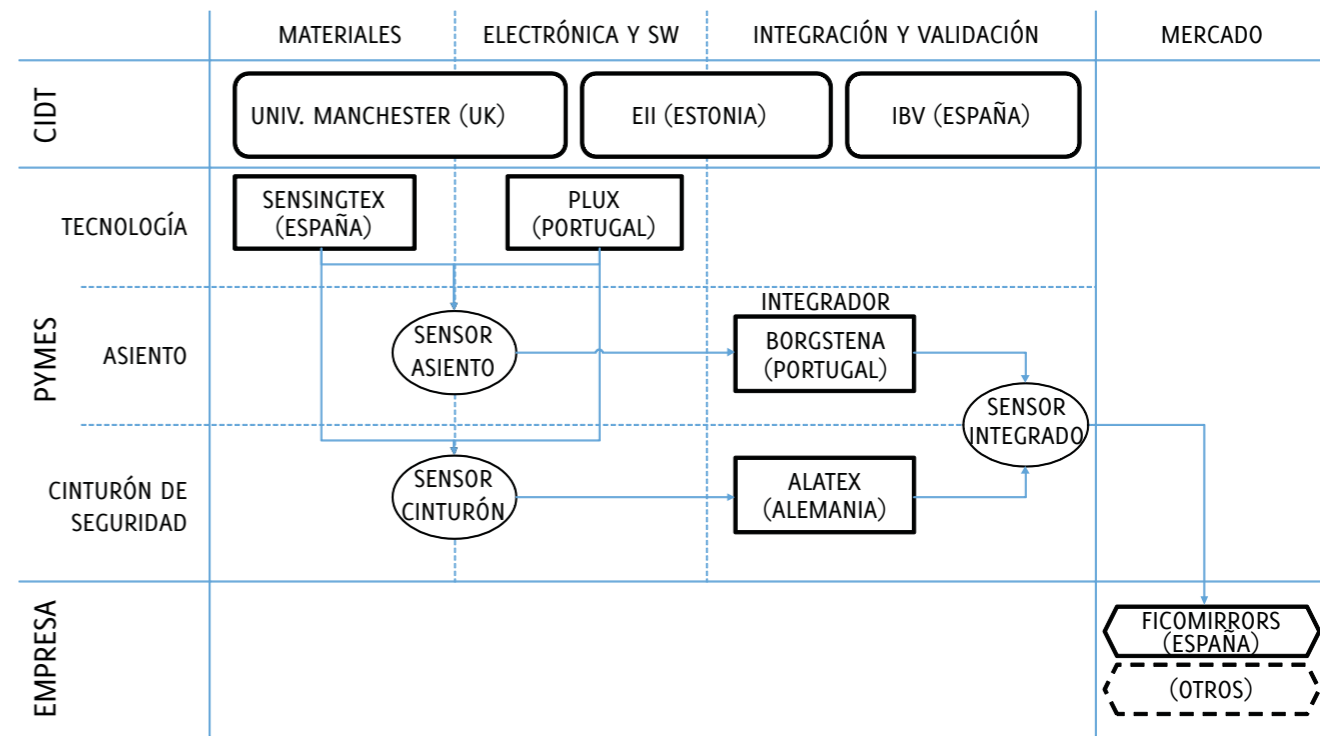 MATERIALES
ELECTRÓNICA Y SW
INTEGRACIÓN Y VALIDACIÓN
MERCADO
CIDT
UNIV. MANCHESTER (UK)
EII (ESTONIA)
IBV (ESPAÑA)
PYMES
TECNOLOGÍA
SENSINGTEX
(ESPAÑA)
PLUX
(PORTUGAL)
ASIENTO
SENSOR
ASIENTO
INTEGRADOR
BORGSTENA
(PORTUGAL)
SENSOR
INTEGRADO
CINTURÓN DE
SEGURIDAD
SENSOR
CINTURÓN
ALATEX
(ALEMANIA)
EMPRESA
FICOMIRRORS
(ESPAÑA)
(OTROS)